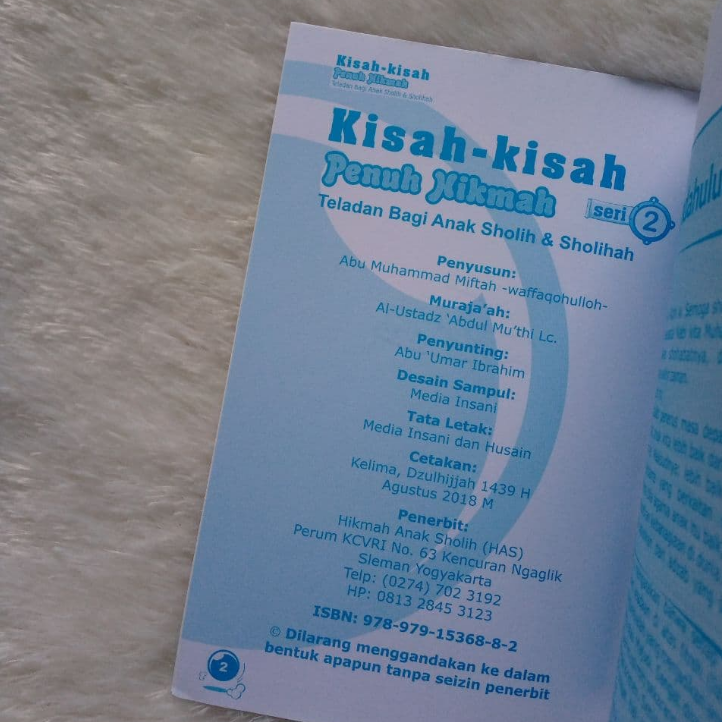 Kisah-kisah
Penuh Hikmah
Teladan Bagi Anak Sholih & Sholihah
Kisah-kisah
Penuh Hikmah
seri 2
Teladan Bagi Anak Sholih & Sholihah
Penyusun:
Abu Muhammad Miftah -waffaqohulloh-
Muraja'ah:
Al-Ustadz 'Abdul Mu'thi Lc.
Penyunting:
Abu 'Umar Ibrahim
Desain Sampul:
Media Insani
Tata Letak:
Media Insani dan Husain
Cetakan:
Kelima, Dzulhijjah 1439 H
Agustus 2018 M
Penerbit:
Hikmah Anak Sholih (HAS)
Perum KCVRI No. 63 Kencuran Ngaglik
Sleman Yogyakarta
Telp: (0274) 702 3192
HP: 0813 2845 3123
ISBN: 978-979-15368-8-2
© Dilarang menggandakan ke dalam
bentuk apapun tanpa seizin penerbit
2